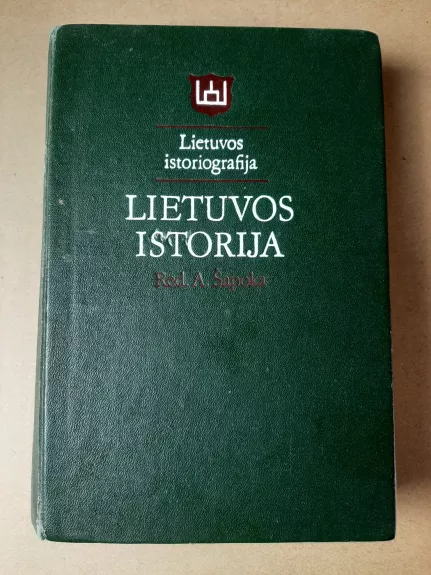 Lietuvos
istoriografija
LIETUVOS
ISTORIJA
Red. A. Šapoka